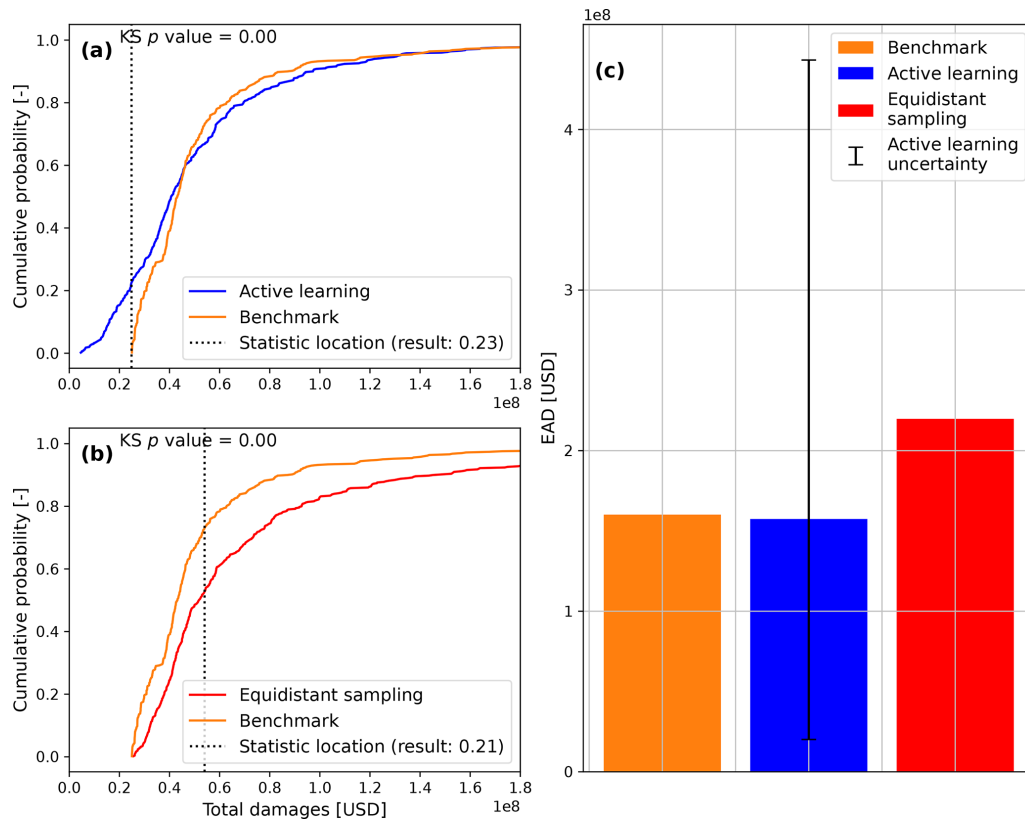 (a)
KS p value = 0.00
Cumulative probability [-]
1.0
0.8
0.6
0.4
0.2
0.0
Active learning
Benchmark
Statistic location (result: 0.23)
0.0 0.2 0.4 0.6 0.8 1.0 1.2 1.4 1.6 1.8
1e8
(b)
KS p value = 0.00
Cumulative probability [-]
1.0
0.8
0.6
0.4
0.2
0.0
Equidistant sampling
Benchmark
Statistic location (result: 0.21)
0.0 0.2 0.4 0.6 0.8 1.0 1.2 1.4 1.6 1.8
Total damages [USD]
1e8
1e8
(c)
EAD [USD]
4
3
2
1
0
Benchmark
Active learning
Equidistant
sampling
Active learning
uncertainty